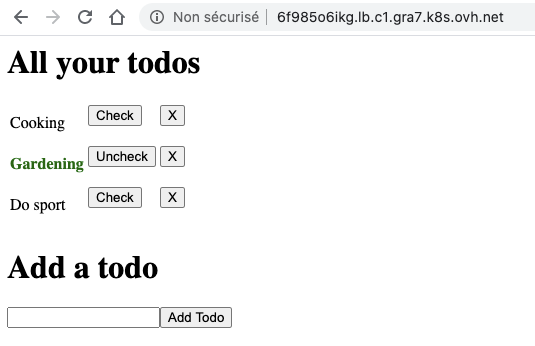 Non sécurisé | 6f985o6ikg.lb.c1.gra7.k8s.ovh.net
All your todos
Cooking Check X
Gardening Uncheck X
Do sport Check X
Add a todo
Add Todo